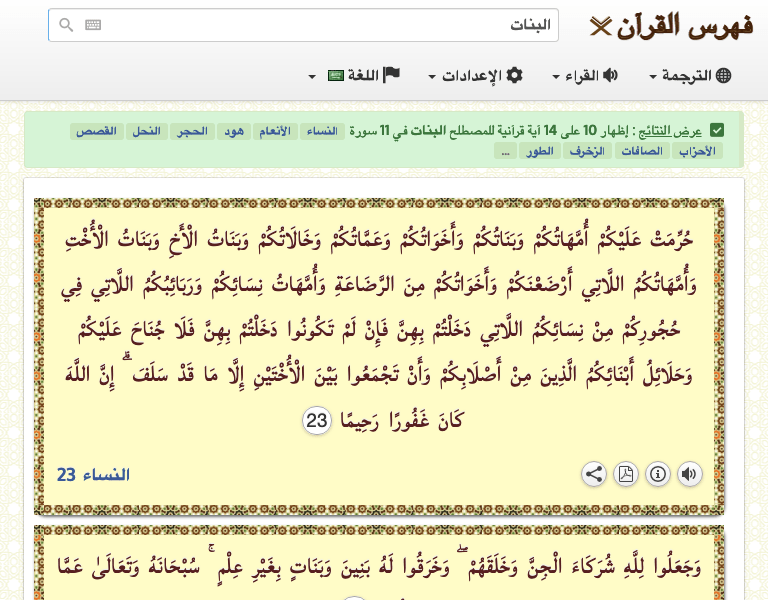 فهرس القرآن
البنات
الترجمة القراء الإعدادات اللغة
عرض النتائج : إظهار 10 على 14 آية قرآنية للمصطلح البنات في 11 سورة النساء الأنعام هود الحجر النحل القصص
الأحزاب الصافات الزخرف الطور ...
حُرِّمَتْ عَلَيْكُمْ أُمَّهَاتُكُمْ وَبَنَاتُكُمْ وَأَخَوَاتُكُمْ وَعَمَّاتُكُمْ وَخَالَاتُكُمْ وَبَنَاتُ الْأَخِ وَبَنَاتُ الْأُخْتِ
وَأُمَّهَاتُكُمُ اللَّاتِي أَرْضَعْنَكُمْ وَأَخَوَاتُكُمْ مِنَ الرَّضَاعَةِ وَأُمَّهَاتُ نِسَائِكُمْ وَرَبَائِبُكُمُ اللَّاتِي فِي
حُجُورِكُمْ مِنْ نِسَائِكُمُ اللَّاتِي دَخَلْتُمْ بِهِنَّ فَإِنْ لَمْ تَكُونُوا دَخَلْتُمْ بِهِنَّ فَلَا جُنَاحَ عَلَيْكُمْ
وَحَلَائِلُ أَبْنَائِكُمُ الَّذِينَ مِنْ أَصْلَابِكُمْ وَأَنْ تَجْمَعُوا بَيْنَ الْأُخْتَيْنِ إِلَّا مَا قَدْ سَلَفَ ۗ إِنَّ اللَّهَ
كَانَ غَفُورًا رَحِيمًا 23
النساء 23
وَجَعَلُوا لِلَّهِ شُرَكَاءَ الْجِنَّ وَخَلَقَهُمْ ۖ وَخَرَقُوا لَهُ بَنِينَ وَبَنَاتٍ بِغَيْرِ عِلْمٍ ۚ سُبْحَانَهُ وَتَعَالَىٰ عَمَّا